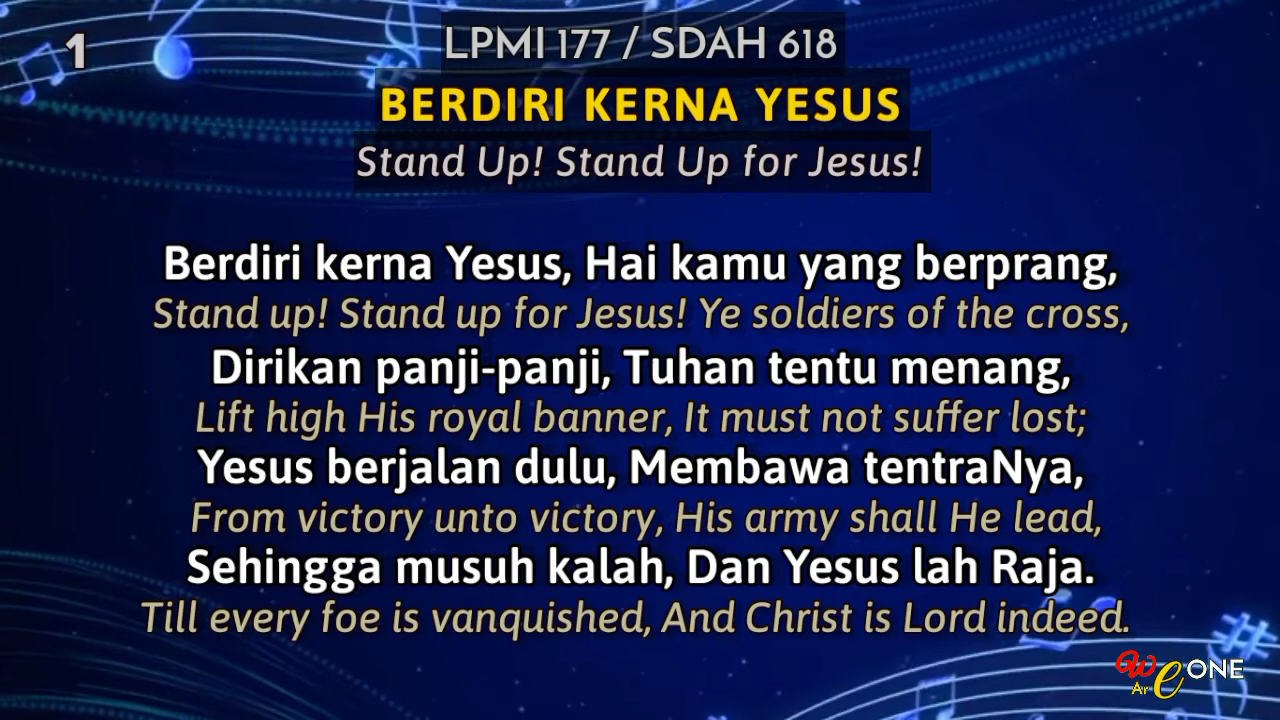 1
LPMI 177 / SDAH 618
BERDIRI KERNA YESUS
Stand Up! Stand Up for Jesus!
Berdiri kerna Yesus, Hai kamu yang berprang,
Stand up! Stand up for Jesus! Ye soldiers of the cross,
Dirikan panji-panji, Tuhan tentu menang,
Lift high His royal banner, It must not suffer lost;
Yesus berjalan dulu, Membawa tentraNya,
From victory unto victory, His army shall He lead,
Sehingga musuh kalah, Dan Yesus lah Raja.
Till every foe is vanquished, And Christ is Lord indeed.
We Are ONE